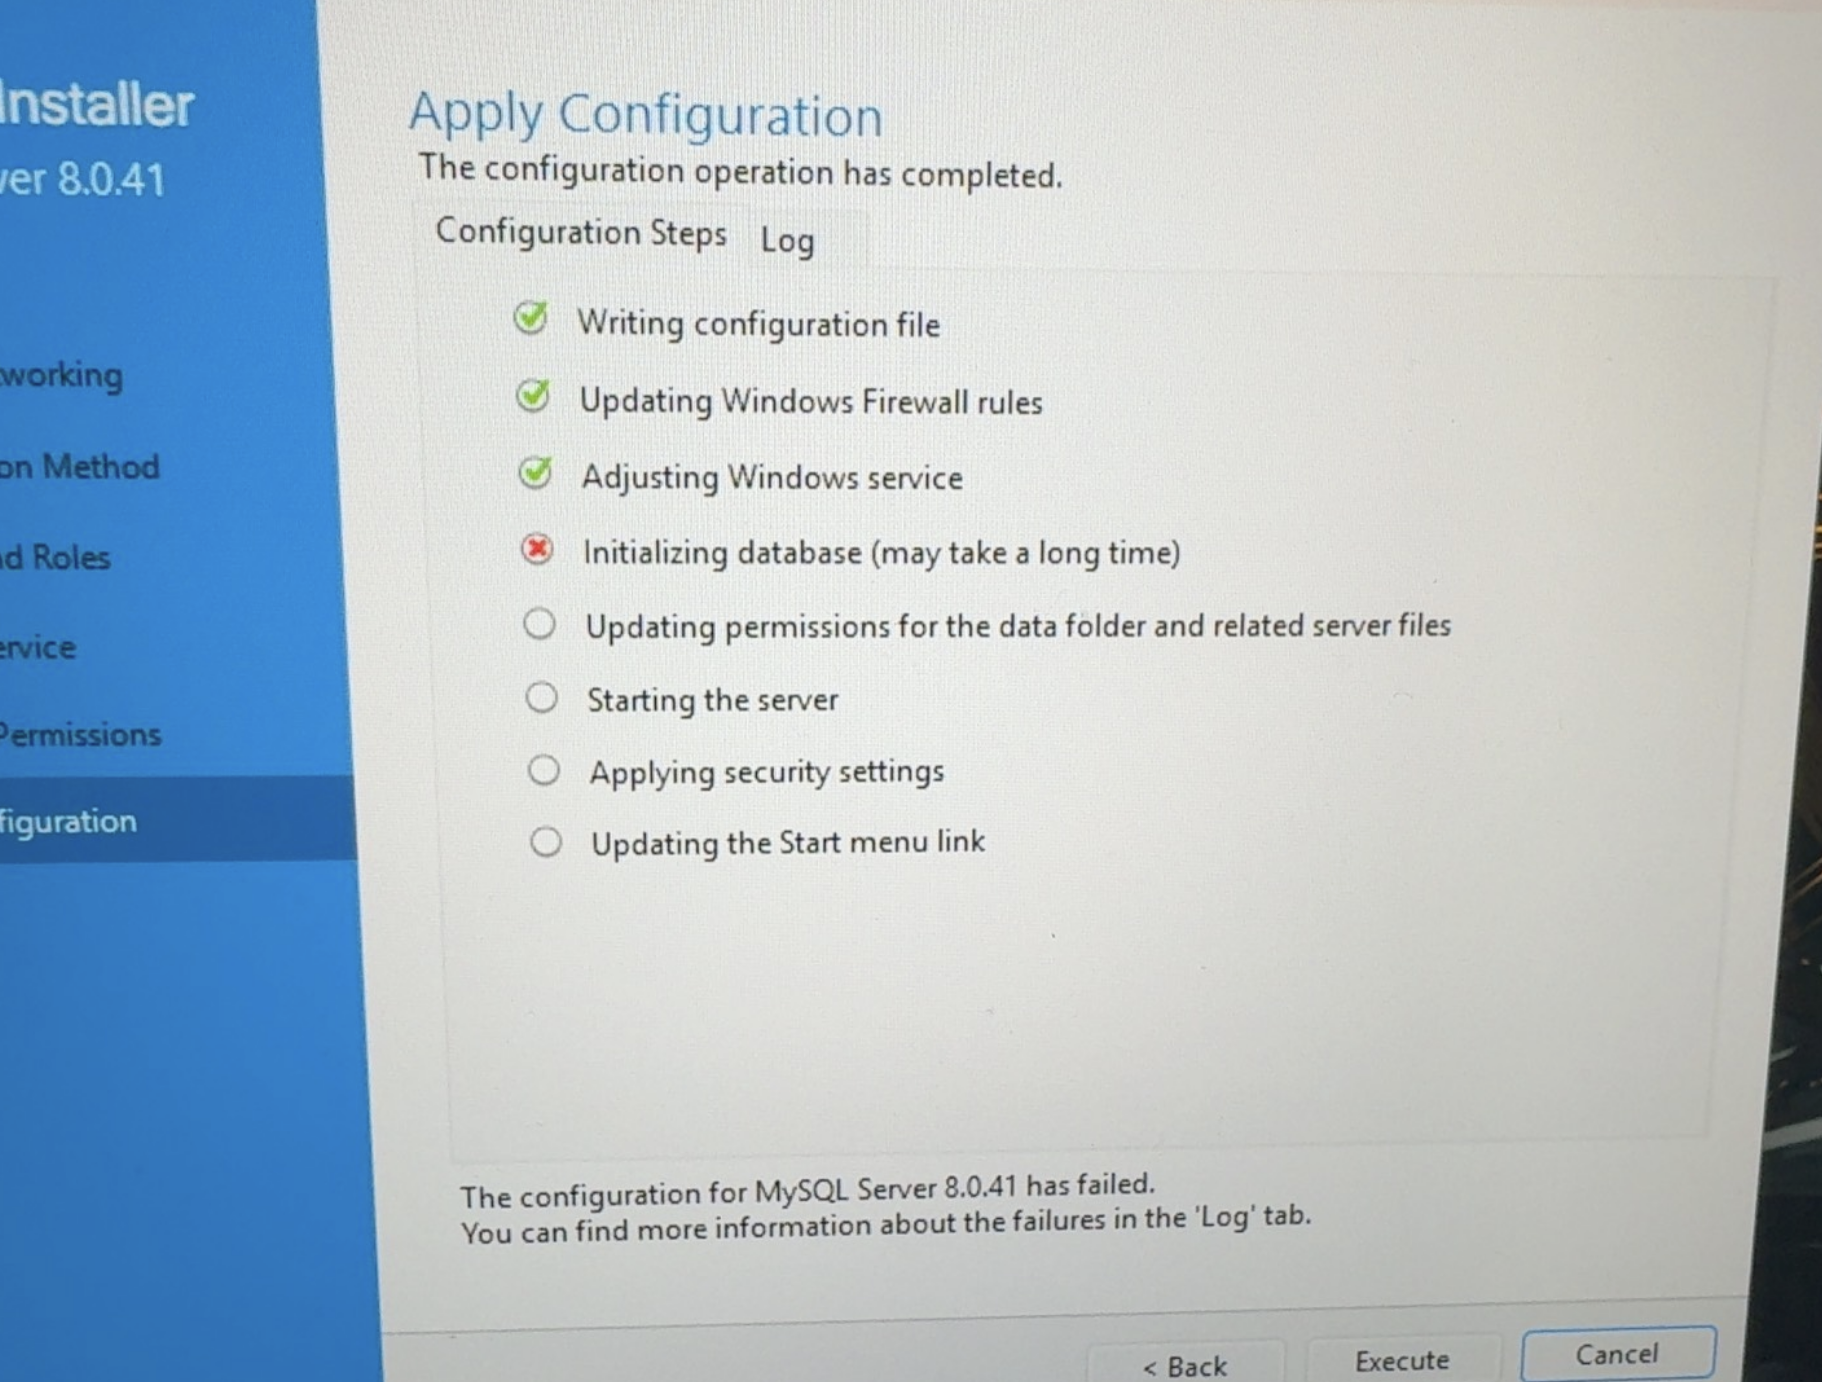 Installer
ver 8.0.41
working
on Method
nd Roles
ervice
Permissions
figuration
Apply Configuration
The configuration operation has completed.
Configuration Steps Log
Writing configuration file
Updating Windows Firewall rules
Adjusting Windows service
Initializing database (may take a long time)
Updating permissions for the data folder and related server files
Starting the server
Applying security settings
Updating the Start menu link
The configuration for MySQL Server 8.0.41 has failed.
You can find more information about the failures in the 'Log' tab.
< Back Execute Cancel